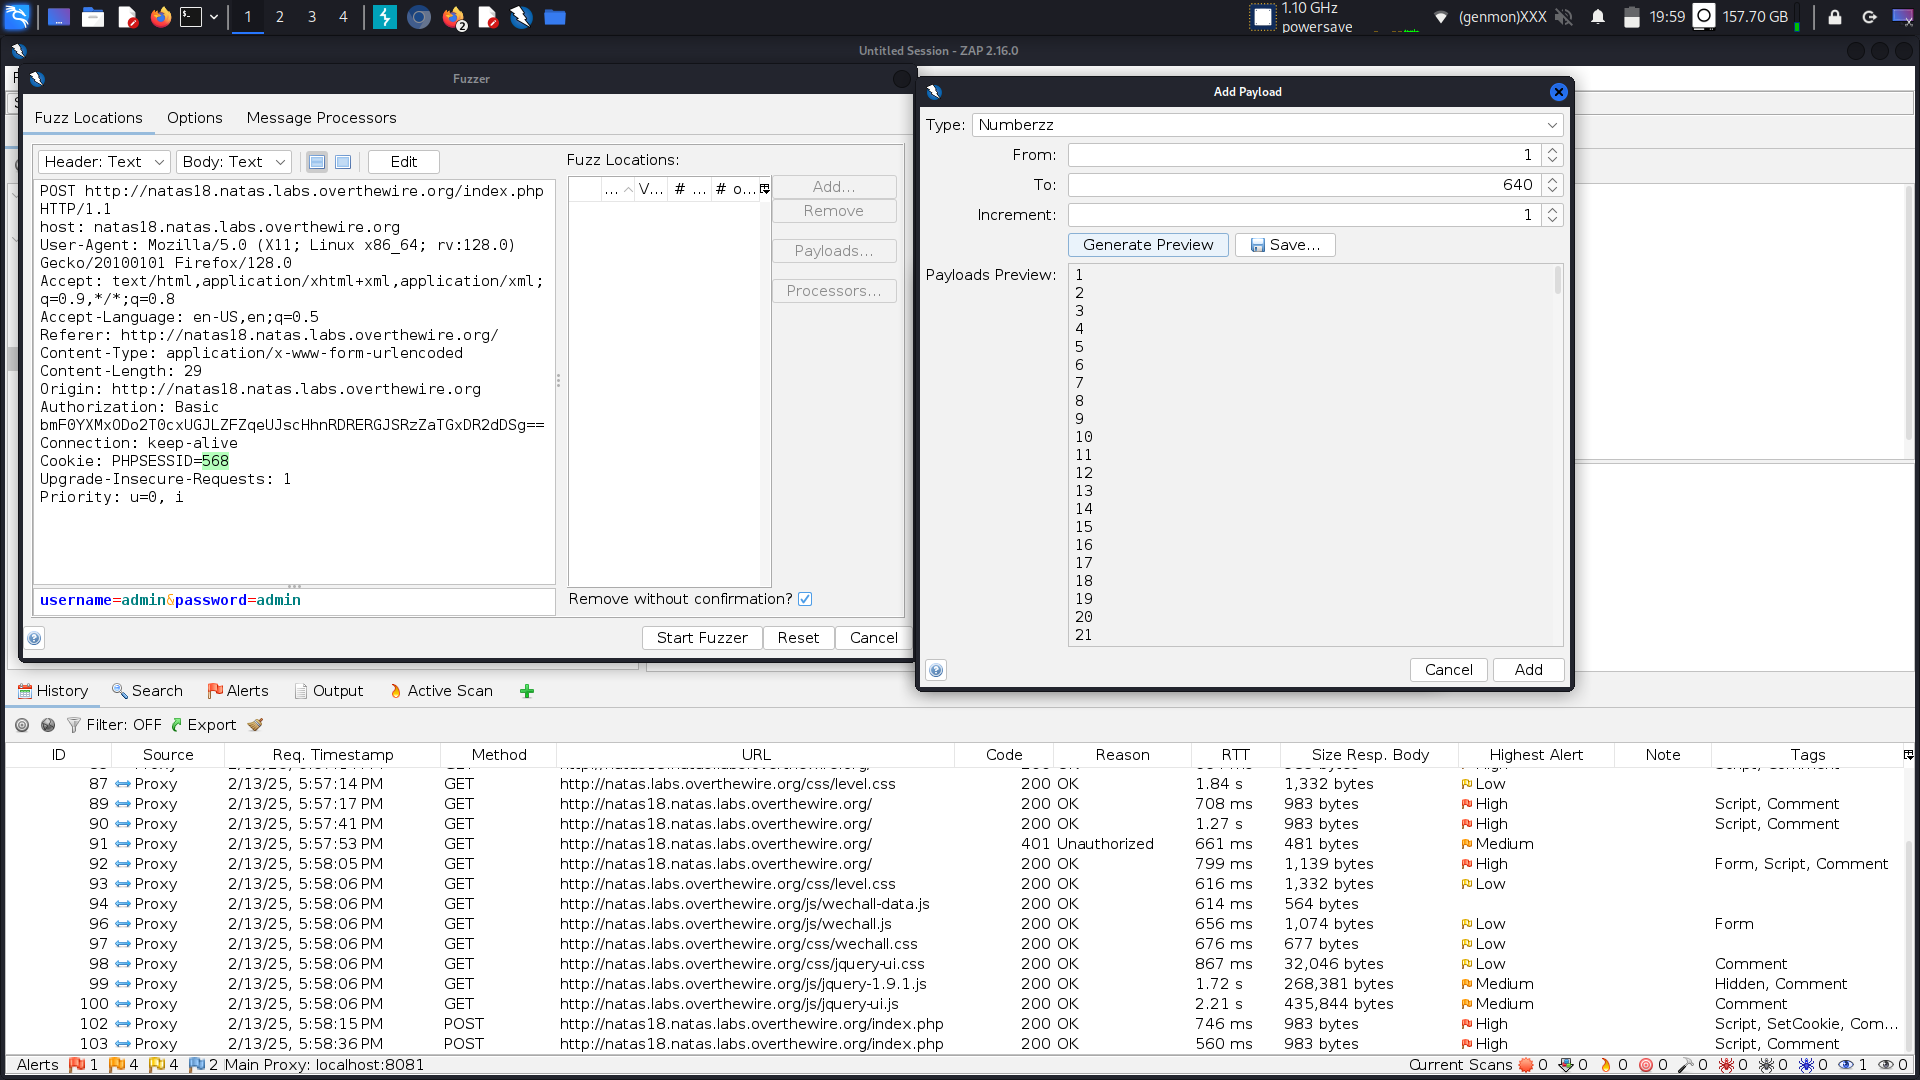 1 2 3 4
2
1.10 GHz
powersave
(genmon)XXX
19:59
157.70 GB
Untitled Session - ZAP 2.16.0
Fuzzer
Fuzz Locations Options Message Processors
Header: Text Body: Text Edit
POST http://natas18.natas.labs.overthewire.org/index.php
HTTP/1.1
host: natas18.natas.labs.overthewire.org
User-Agent: Mozilla/5.0 (X11; Linux x86_64; rv:128.0)
Gecko/20100101 Firefox/128.0
Accept: text/html,application/xhtml+xml,application/xml;
q=0.9,*/*;q=0.8
Accept-Language: en-US,en;q=0.5
Referer: http://natas18.natas.labs.overthewire.org/
Content-Type: application/x-www-form-urlencoded
Content-Length: 29
Origin: http://natas18.natas.labs.overthewire.org
Authorization: Basic
bmF0YXMxODo2T0cxUGJLZFZqeUJscHhnRDRERGJSRzZaTGxDR2dDSg==
Connection: keep-alive
Cookie: PHPSESSID=568
Upgrade-Insecure-Requests: 1
Priority: u=0, i
username=admin&password=admin
Fuzz Locations:
... V... # ... # o...
Add...
Remove
Payloads...
Processors...
Remove without confirmation?
Start Fuzzer Reset Cancel
Add Payload
Type: Numberzz
From: 1
To: 640
Increment: 1
Generate Preview Save...
Payloads Preview:
1
2
3
4
5
6
7
8
9
10
11
12
13
14
15
16
17
18
19
20
21
Cancel Add
History Search Alerts Output Active Scan
Filter: OFF Export
ID Source Req. Timestamp Method URL Code Reason RTT Size Resp. Body Highest Alert Note Tags
87 Proxy 2/13/25, 5:57:14 PM GET http://natas.labs.overthewire.org/css/level.css 200 OK 1.84 s 1,332 bytes Low
89 Proxy 2/13/25, 5:57:17 PM GET http://natas18.natas.labs.overthewire.org/ 200 OK 708 ms 983 bytes High Script, Comment
90 Proxy 2/13/25, 5:57:41 PM GET http://natas18.natas.labs.overthewire.org/ 200 OK 1.27 s 983 bytes High Script, Comment
91 Proxy 2/13/25, 5:57:53 PM GET http://natas18.natas.labs.overthewire.org/ 401 Unauthorized 661 ms 481 bytes Medium
92 Proxy 2/13/25, 5:58:05 PM GET http://natas18.natas.labs.overthewire.org/ 200 OK 799 ms 1,139 bytes High Form, Script, Comment
93 Proxy 2/13/25, 5:58:06 PM GET http://natas.labs.overthewire.org/css/level.css 200 OK 616 ms 1,332 bytes Low
94 Proxy 2/13/25, 5:58:06 PM GET http://natas.labs.overthewire.org/js/wechall-data.js 200 OK 614 ms 564 bytes
96 Proxy 2/13/25, 5:58:06 PM GET http://natas.labs.overthewire.org/js/wechall.js 200 OK 656 ms 1,074 bytes Low Form
97 Proxy 2/13/25, 5:58:06 PM GET http://natas.labs.overthewire.org/css/wechall.css 200 OK 676 ms 677 bytes Low
98 Proxy 2/13/25, 5:58:06 PM GET http://natas.labs.overthewire.org/css/jquery-ui.css 200 OK 867 ms 32,046 bytes Low Comment
99 Proxy 2/13/25, 5:58:06 PM GET http://natas.labs.overthewire.org/js/jquery-1.9.1.js 200 OK 1.72 s 268,381 bytes Medium Hidden, Comment
100 Proxy 2/13/25, 5:58:06 PM GET http://natas.labs.overthewire.org/js/jquery-ui.js 200 OK 2.21 s 435,844 bytes Medium Comment
102 Proxy 2/13/25, 5:58:15 PM POST http://natas18.natas.labs.overthewire.org/index.php 200 OK 746 ms 983 bytes High Script, SetCookie, Com...
103 Proxy 2/13/25, 5:58:36 PM POST http://natas18.natas.labs.overthewire.org/index.php 200 OK 560 ms 983 bytes High Script, Comment
Alerts 1 4 4 2 Main Proxy: localhost:8081 Current Scans 0 0 0 0 0 0 0 0 1 0